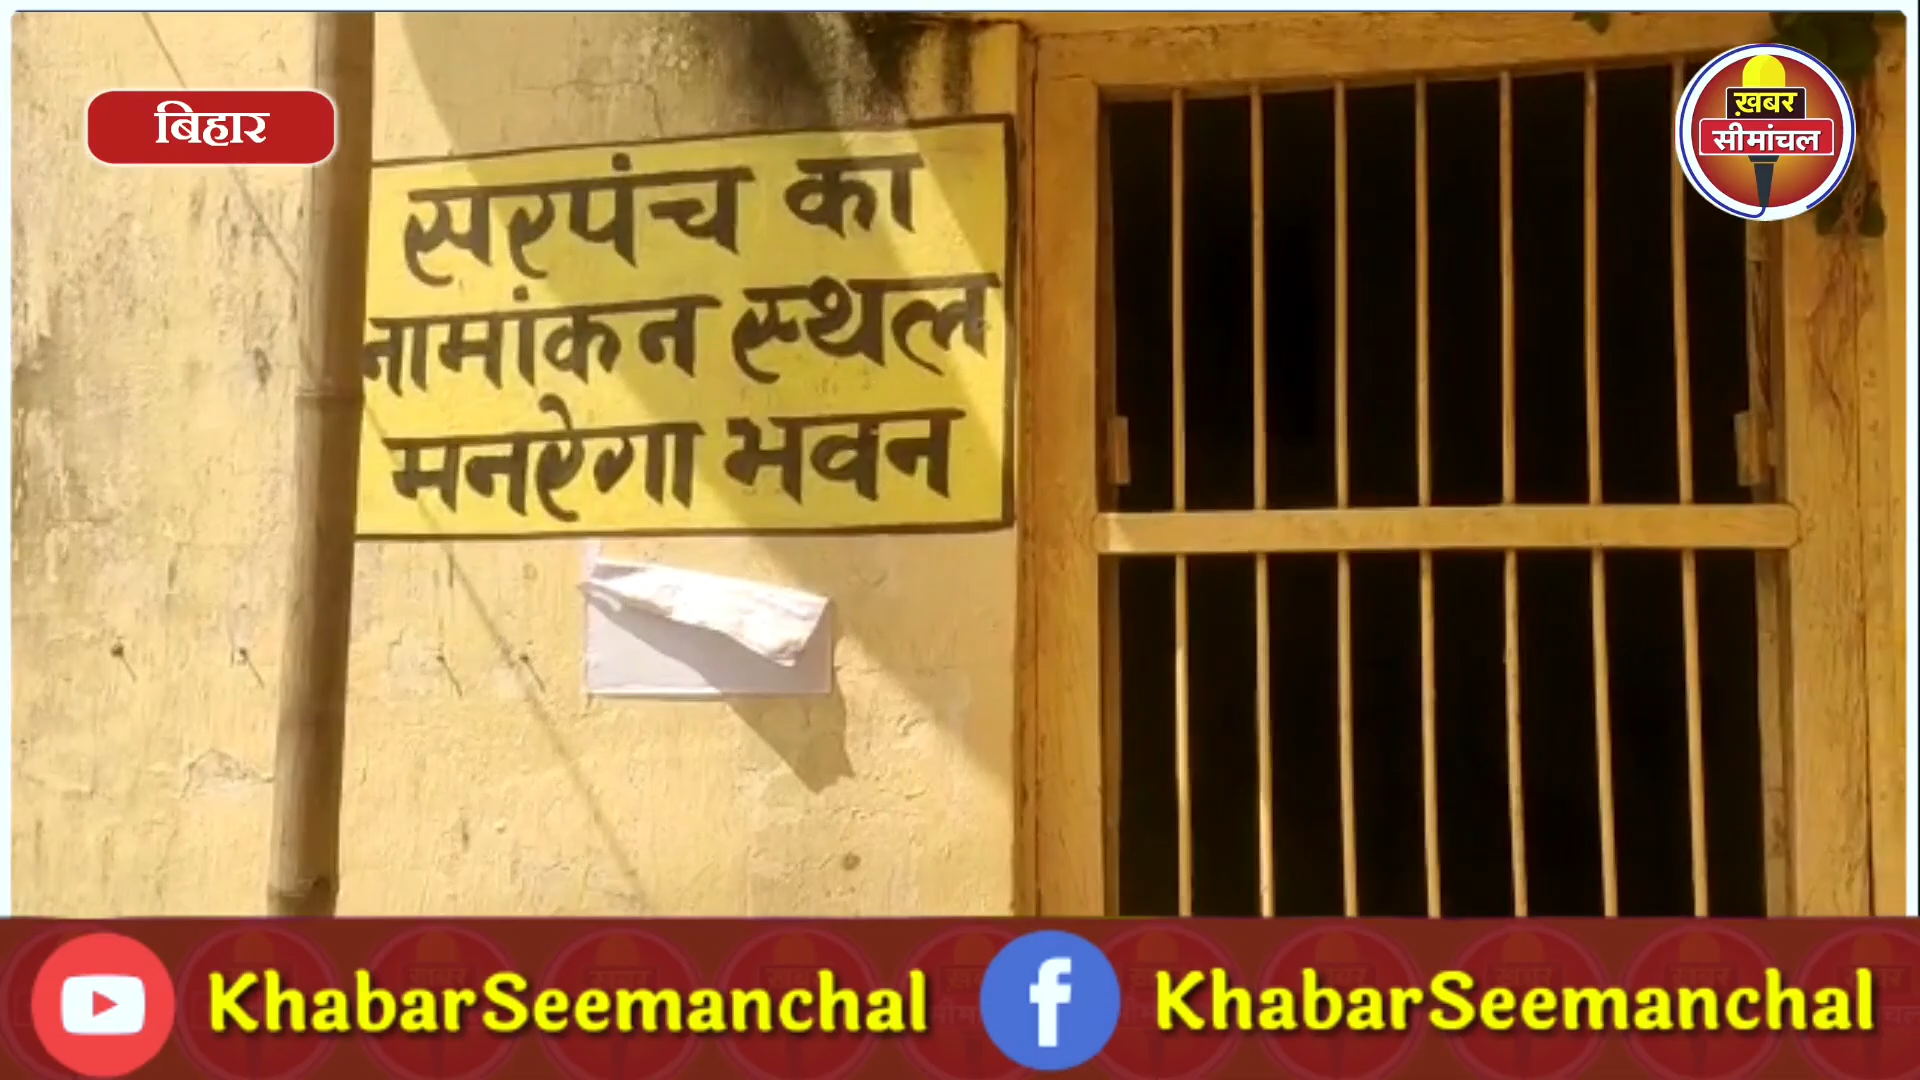 बिहार
ख़बर
सीमांचल
सरपंच का
नामांकन स्थल
मनरेगा भवन
KhabarSeemanchal
KhabarSeemanchal